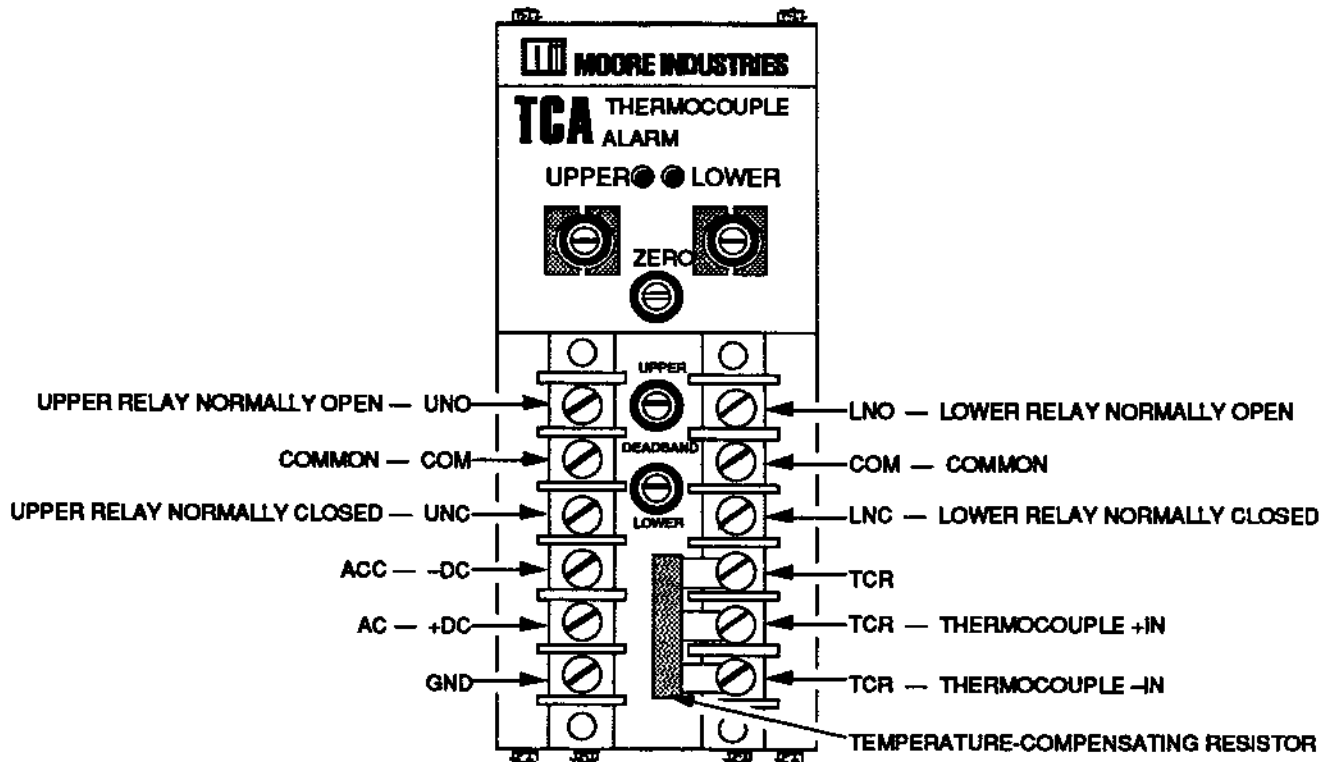 MOORE INDUSTRIES
TCA THERMOCOUPLE
ALARM
UPPER LOWER
ZERO
UPPER
DEADBAND
LOWER
UPPER RELAY NORMALLY OPEN — UNO
COMMON — COM
UPPER RELAY NORMALLY CLOSED — UNC
ACC — –DC
AC — +DC
GND
LNO — LOWER RELAY NORMALLY OPEN
COM — COMMON
LNC — LOWER RELAY NORMALLY CLOSED
TCR
TCR — THERMOCOUPLE +IN
TCR — THERMOCOUPLE –IN
TEMPERATURE-COMPENSATING RESISTOR